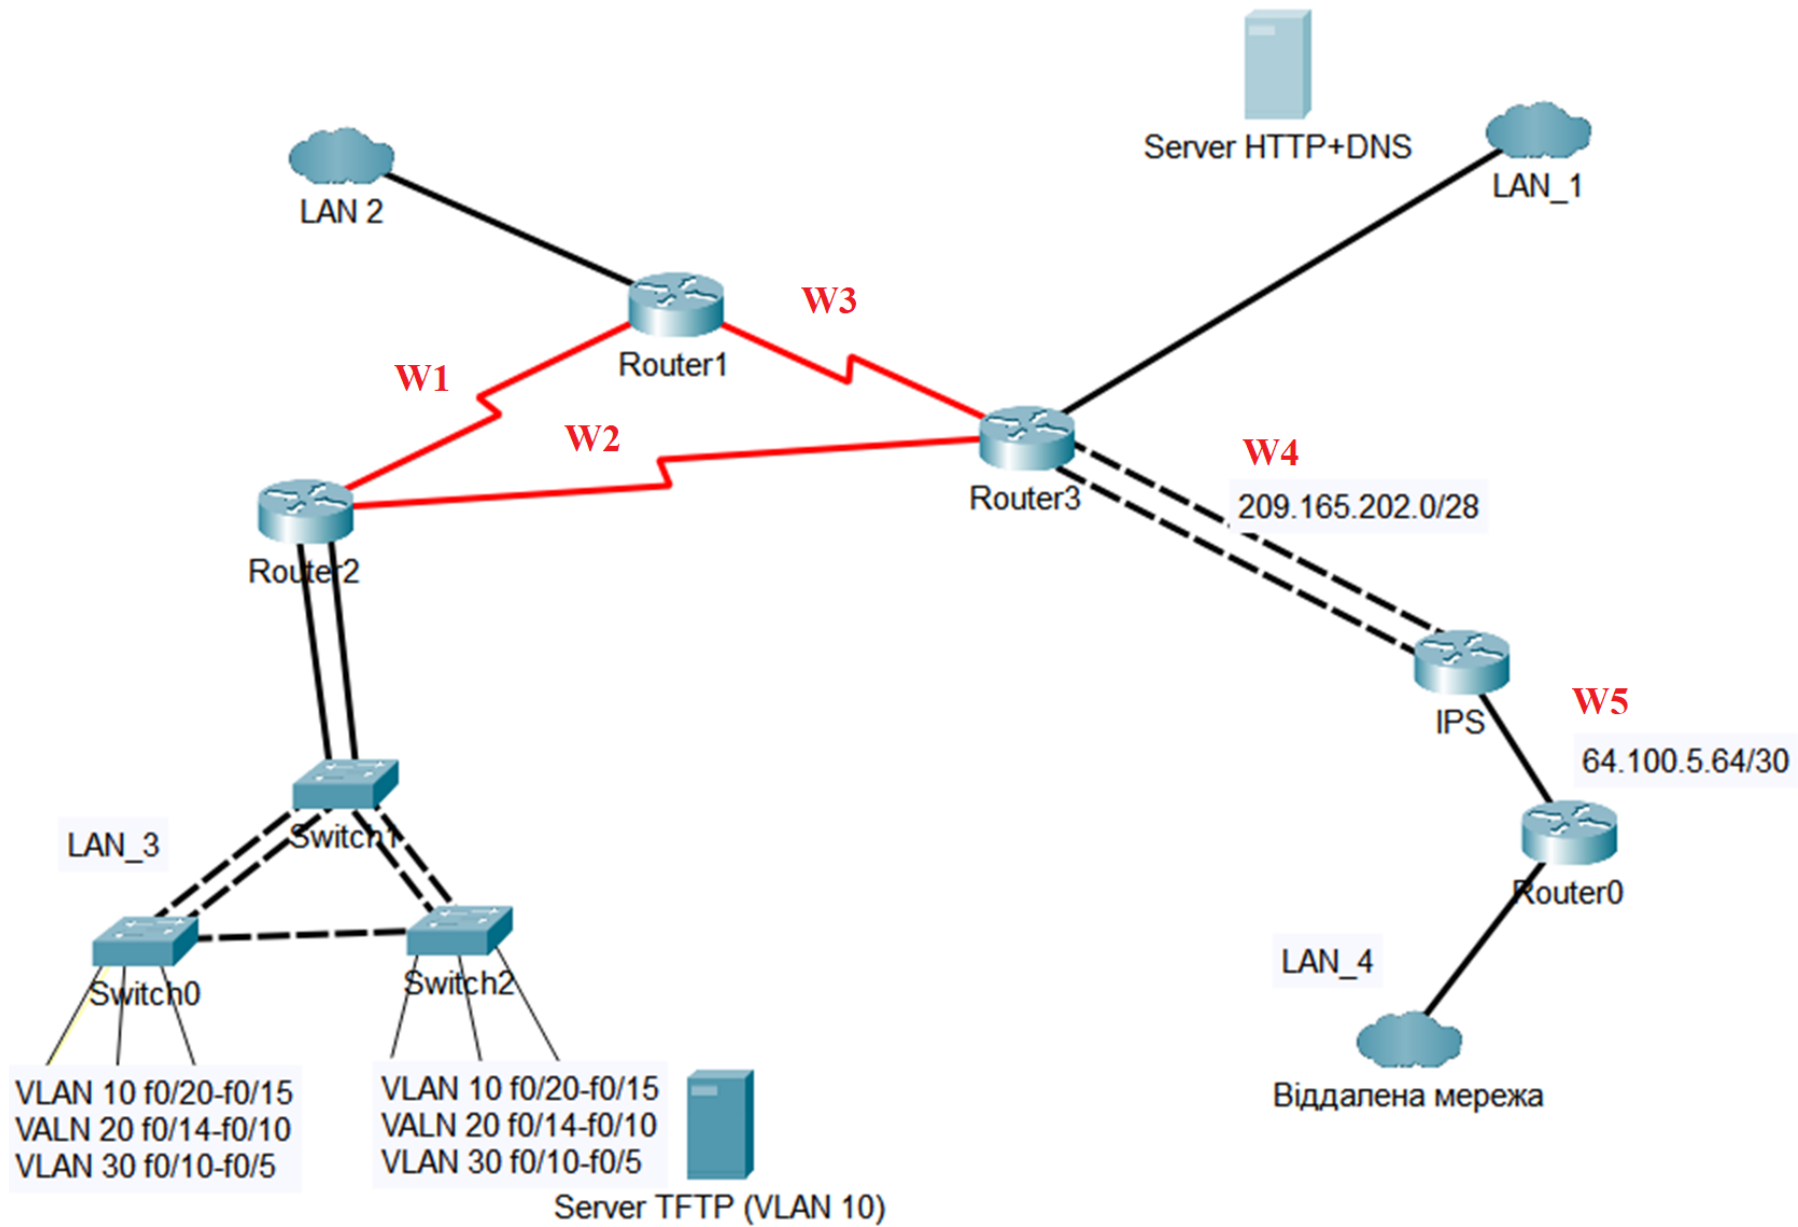 Server HTTP+DNS
LAN_1
LAN 2
W3
Router1
W1
W2
W4
Router3
209.165.202.0/28
Router2
W5
IPS
64.100.5.64/30
LAN_3
Switch1
Router0
LAN_4
Switch0
Switch2
VLAN 10 f0/20-f0/15
VALN 20 f0/14-f0/10
VLAN 30 f0/10-f0/5
VLAN 10 f0/20-f0/15
VALN 20 f0/14-f0/10
VLAN 30 f0/10-f0/5
Віддалена мережа
Server TFTP (VLAN 10)